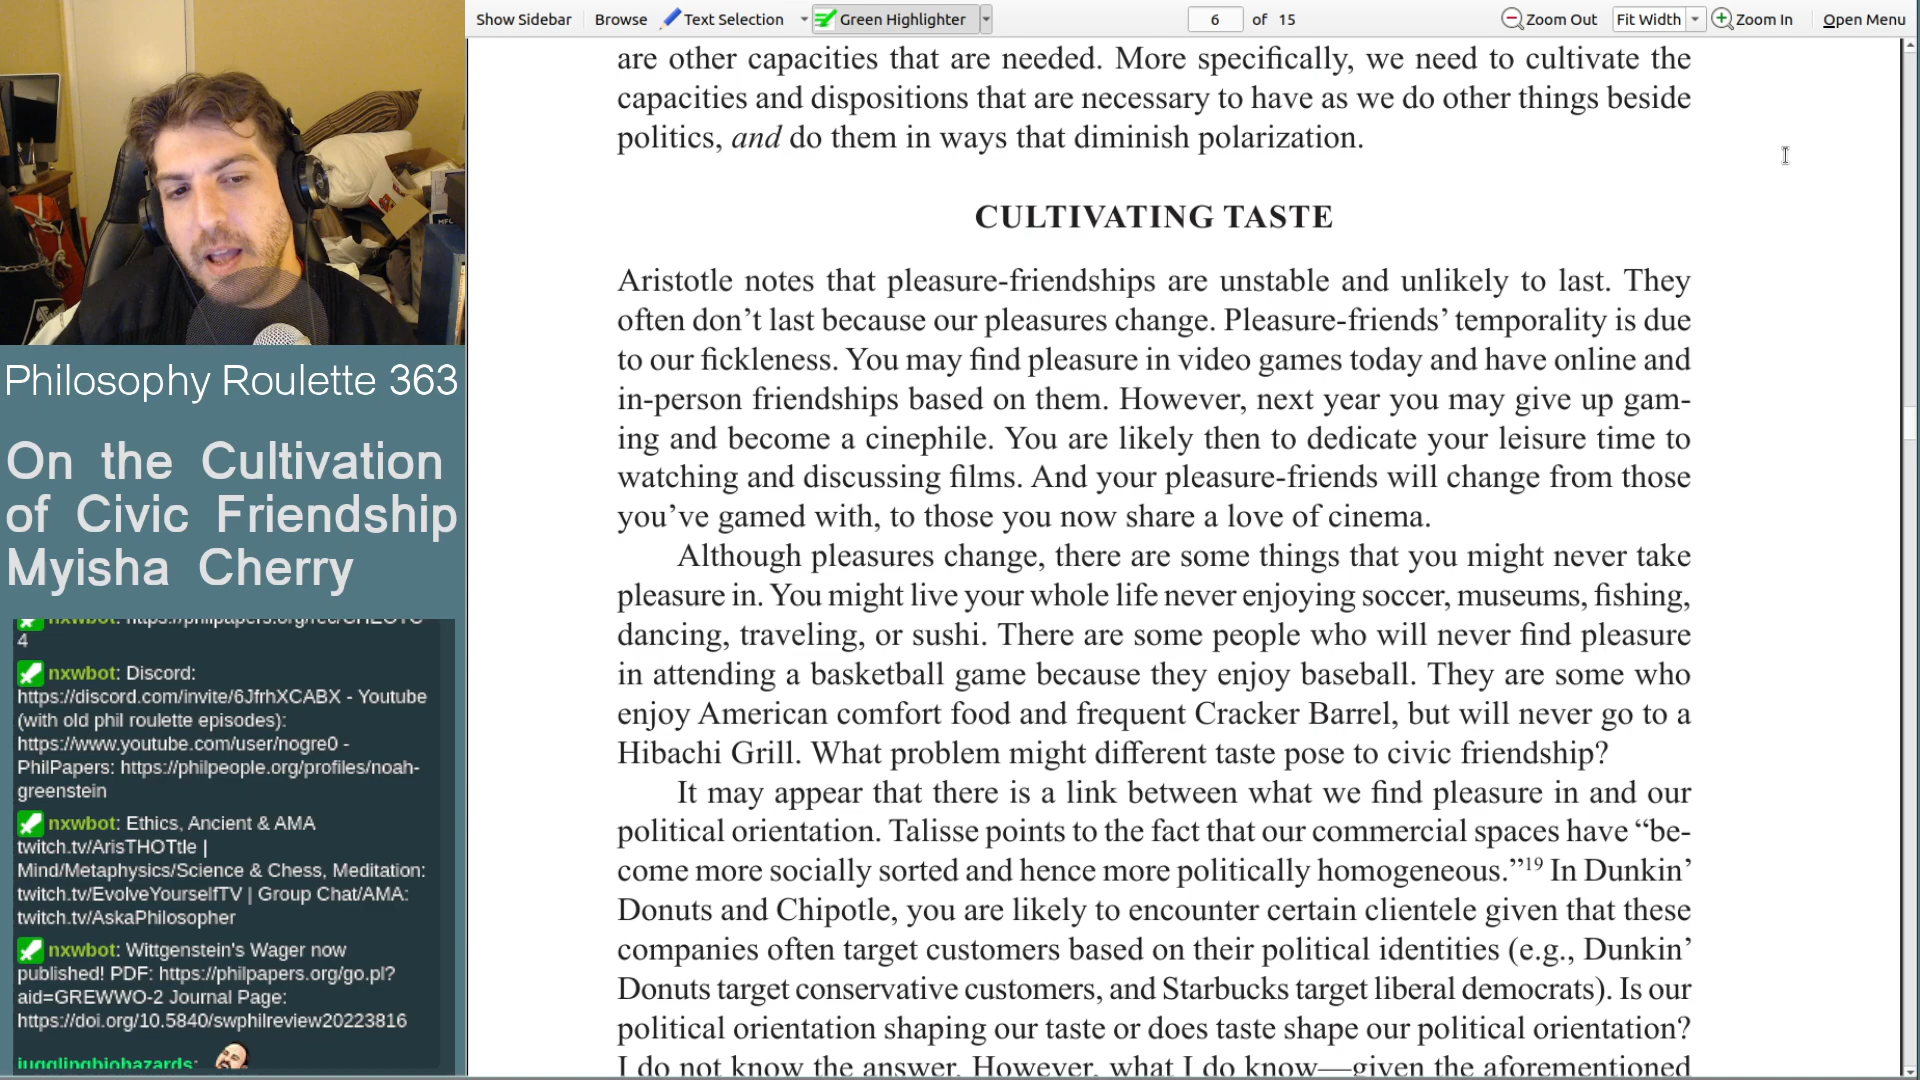 Show Sidebar
Browse
Text Selection
Green Highlighter
6 of 15
Zoom Out
Fit Width
Zoom In
Open Menu
are other capacities that are needed. More specifically, we need to cultivate the
capacities and dispositions that are necessary to have as we do other things beside
politics, and do them in ways that diminish polarization.
CULTIVATING TASTE
Aristotle notes that pleasure-friendships are unstable and unlikely to last. They
often don’t last because our pleasures change. Pleasure-friends’ temporality is due
to our fickleness. You may find pleasure in video games today and have online and
in-person friendships based on them. However, next year you may give up gam-
ing and become a cinephile. You are likely then to dedicate your leisure time to
watching and discussing films. And your pleasure-friends will change from those
you’ve gamed with, to those you now share a love of cinema.
Although pleasures change, there are some things that you might never take
pleasure in. You might live your whole life never enjoying soccer, museums, fishing,
dancing, traveling, or sushi. There are some people who will never find pleasure
in attending a basketball game because they enjoy baseball. They are some who
enjoy American comfort food and frequent Cracker Barrel, but will never go to a
Hibachi Grill. What problem might different taste pose to civic friendship?
It may appear that there is a link between what we find pleasure in and our
political orientation. Talisse points to the fact that our commercial spaces have “be-
come more socially sorted and hence more politically homogeneous.”19 In Dunkin’
Donuts and Chipotle, you are likely to encounter certain clientele given that these
companies often target customers based on their political identities (e.g., Dunkin’
Donuts target conservative customers, and Starbucks target liberal democrats). Is our
political orientation shaping our taste or does taste shape our political orientation?
I do not know the answer. However, what I do know—given the aforementioned
Philosophy Roulette 363
On the Cultivation
of Civic Friendship
Myisha Cherry
4
nxwbot: Discord:
https://discord.com/invite/6JfrhXCABX - Youtube
(with old phil roulette episodes):
https://www.youtube.com/user/nogre0 -
PhilPapers: https://philpeople.org/profiles/noah-
greenstein
nxwbot: Ethics, Ancient & AMA
twitch.tv/ArisTHOTtle |
Mind/Metaphysics/Science & Chess, Meditation:
twitch.tv/EvolveYourselfTV | Group Chat/AMA:
twitch.tv/AskaPhilosopher
nxwbot: Wittgenstein's Wager now
published! PDF: https://philpapers.org/go.pl?
aid=GREWWO-2 Journal Page:
https://doi.org/10.5840/swphilreview20223816
jugglingbiohazards: